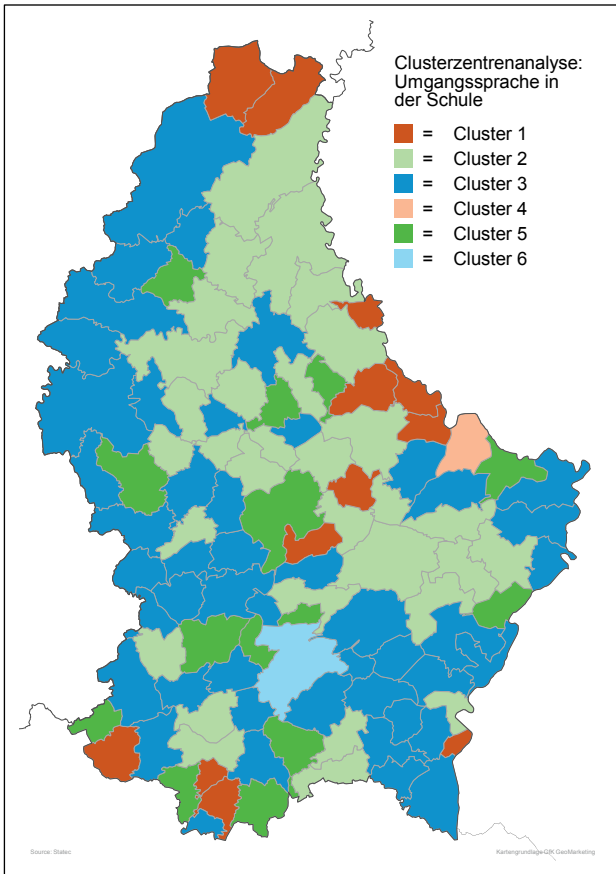 Clusterzentrenanalyse:
Umgangssprache in
der Schule
= Cluster 1
= Cluster 2
= Cluster 3
= Cluster 4
= Cluster 5
= Cluster 6
Source: Statec
Kartengrundlage GfK GeoMarketing